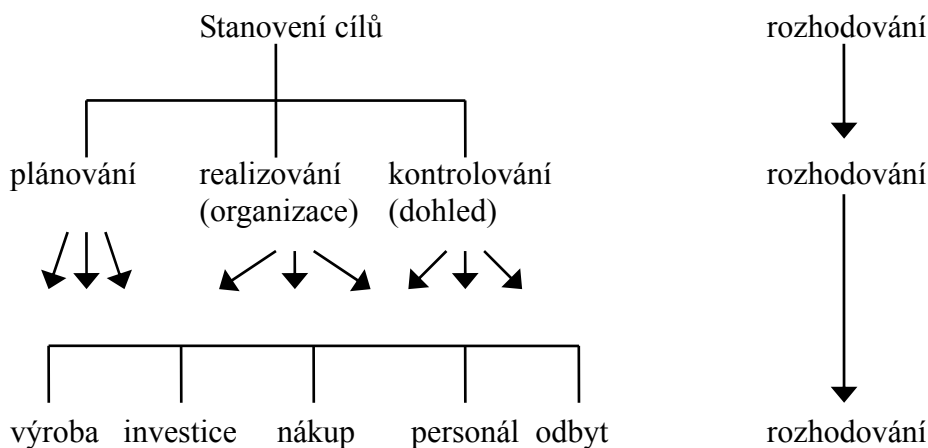 Stanovení cílů rozhodování
plánování realizování kontrolování rozhodování
(organizace) (dohled)
výroba investice nákup personál odbyt rozhodování